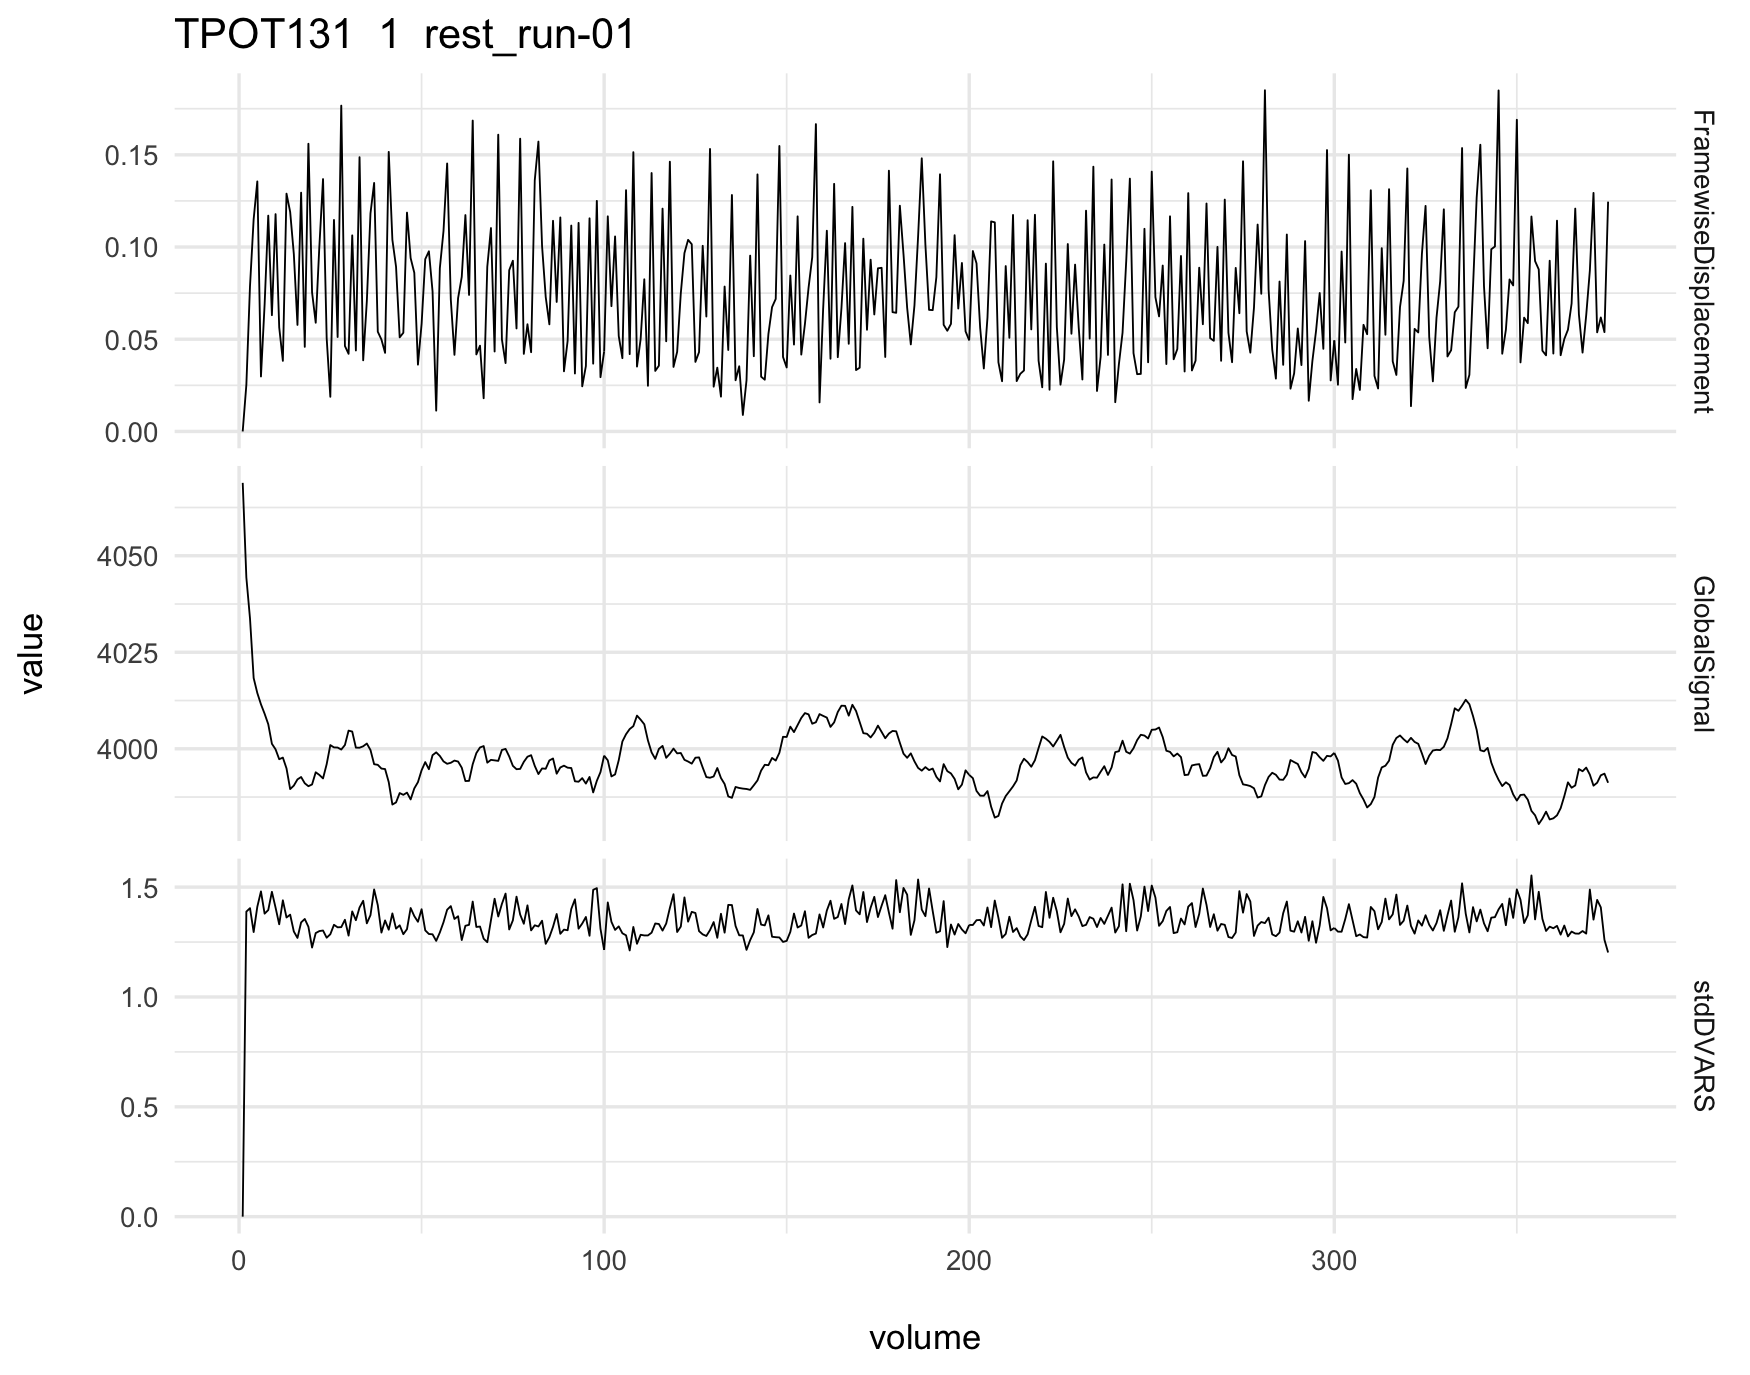 TPOT131 1 rest_run-01
0.15
0.10
0.05
0.00
FramewiseDisplacement
4050
4025
4000
GlobalSignal
value
1.5
1.0
0.5
0.0
stdDVARS
0 100 200 300
volume